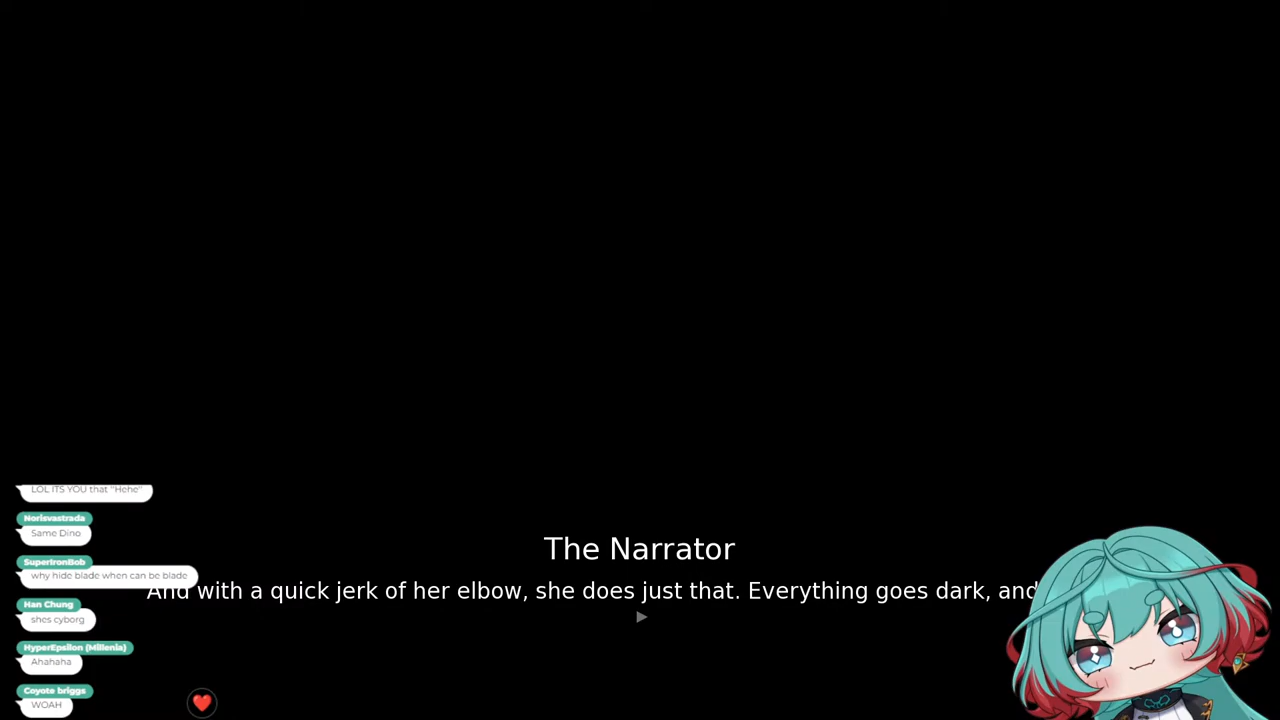 LOL ITS YOU that "Hehe"
Norisvastrada
Same Dino
SuperIronBob
why hide blade when can be blade
Han Chung
shes cyborg
HyperEpsilon (Millenia)
Ahahaha
Coyote briggs
WOAH
The Narrator
And with a quick jerk of her elbow, she does just that. Everything goes dark, and